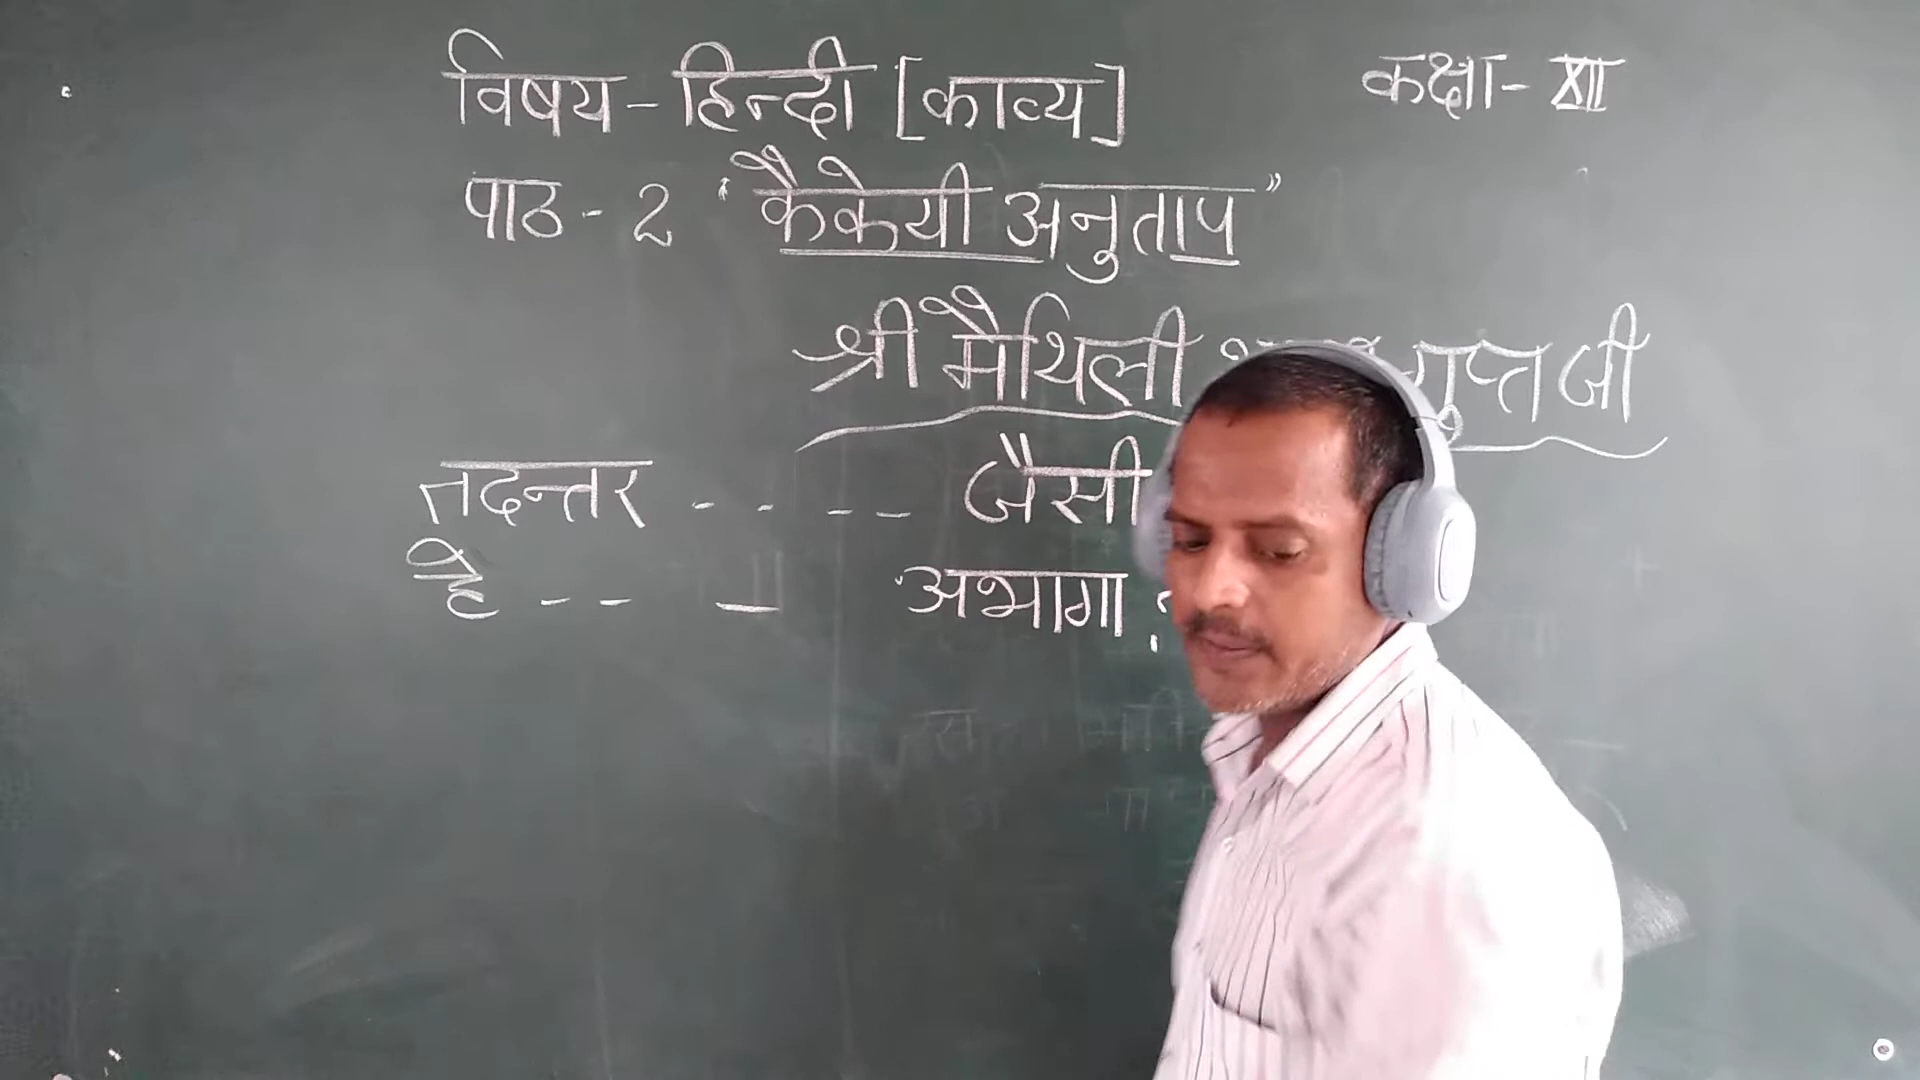 विषय - हिन्दी [काव्य]
कक्षा - XII
पाठ - 2 "कैकेयी अनुताप"
श्री मैथिली गुप्त जी
तदन्तर - - - - जैसी
हे - - - अभागा